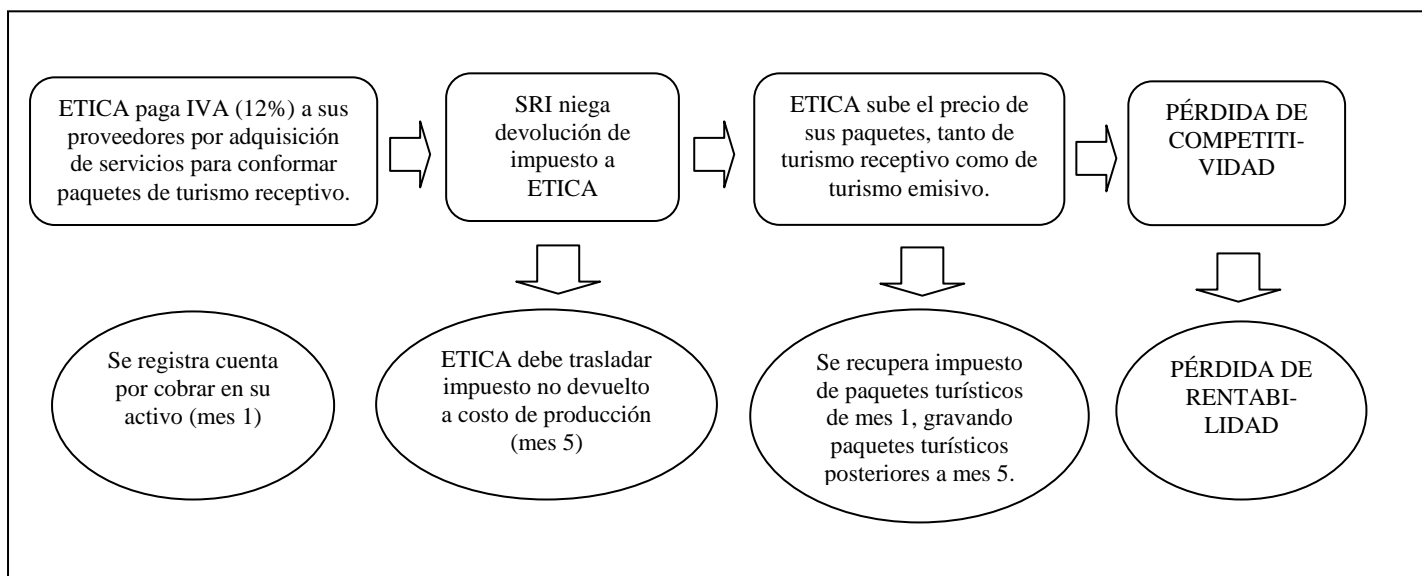 ETICA paga IVA (12%) a sus
proveedores por adquisición
de servicios para conformar
paquetes de turismo receptivo.
SRI niega
devolución de
impuesto a
ETICA
ETICA sube el precio de
sus paquetes, tanto de
turismo receptivo como de
turismo emisivo.
PÉRDIDA DE
COMPETITI-
VIDAD
Se registra cuenta
por cobrar en su
activo (mes 1)
ETICA debe trasladar
impuesto no devuelto
a costo de producción
(mes 5)
Se recupera impuesto
de paquetes turísticos
de mes 1, gravando
paquetes turísticos
posteriores a mes 5.
PÉRDIDA DE
RENTABI-
LIDAD